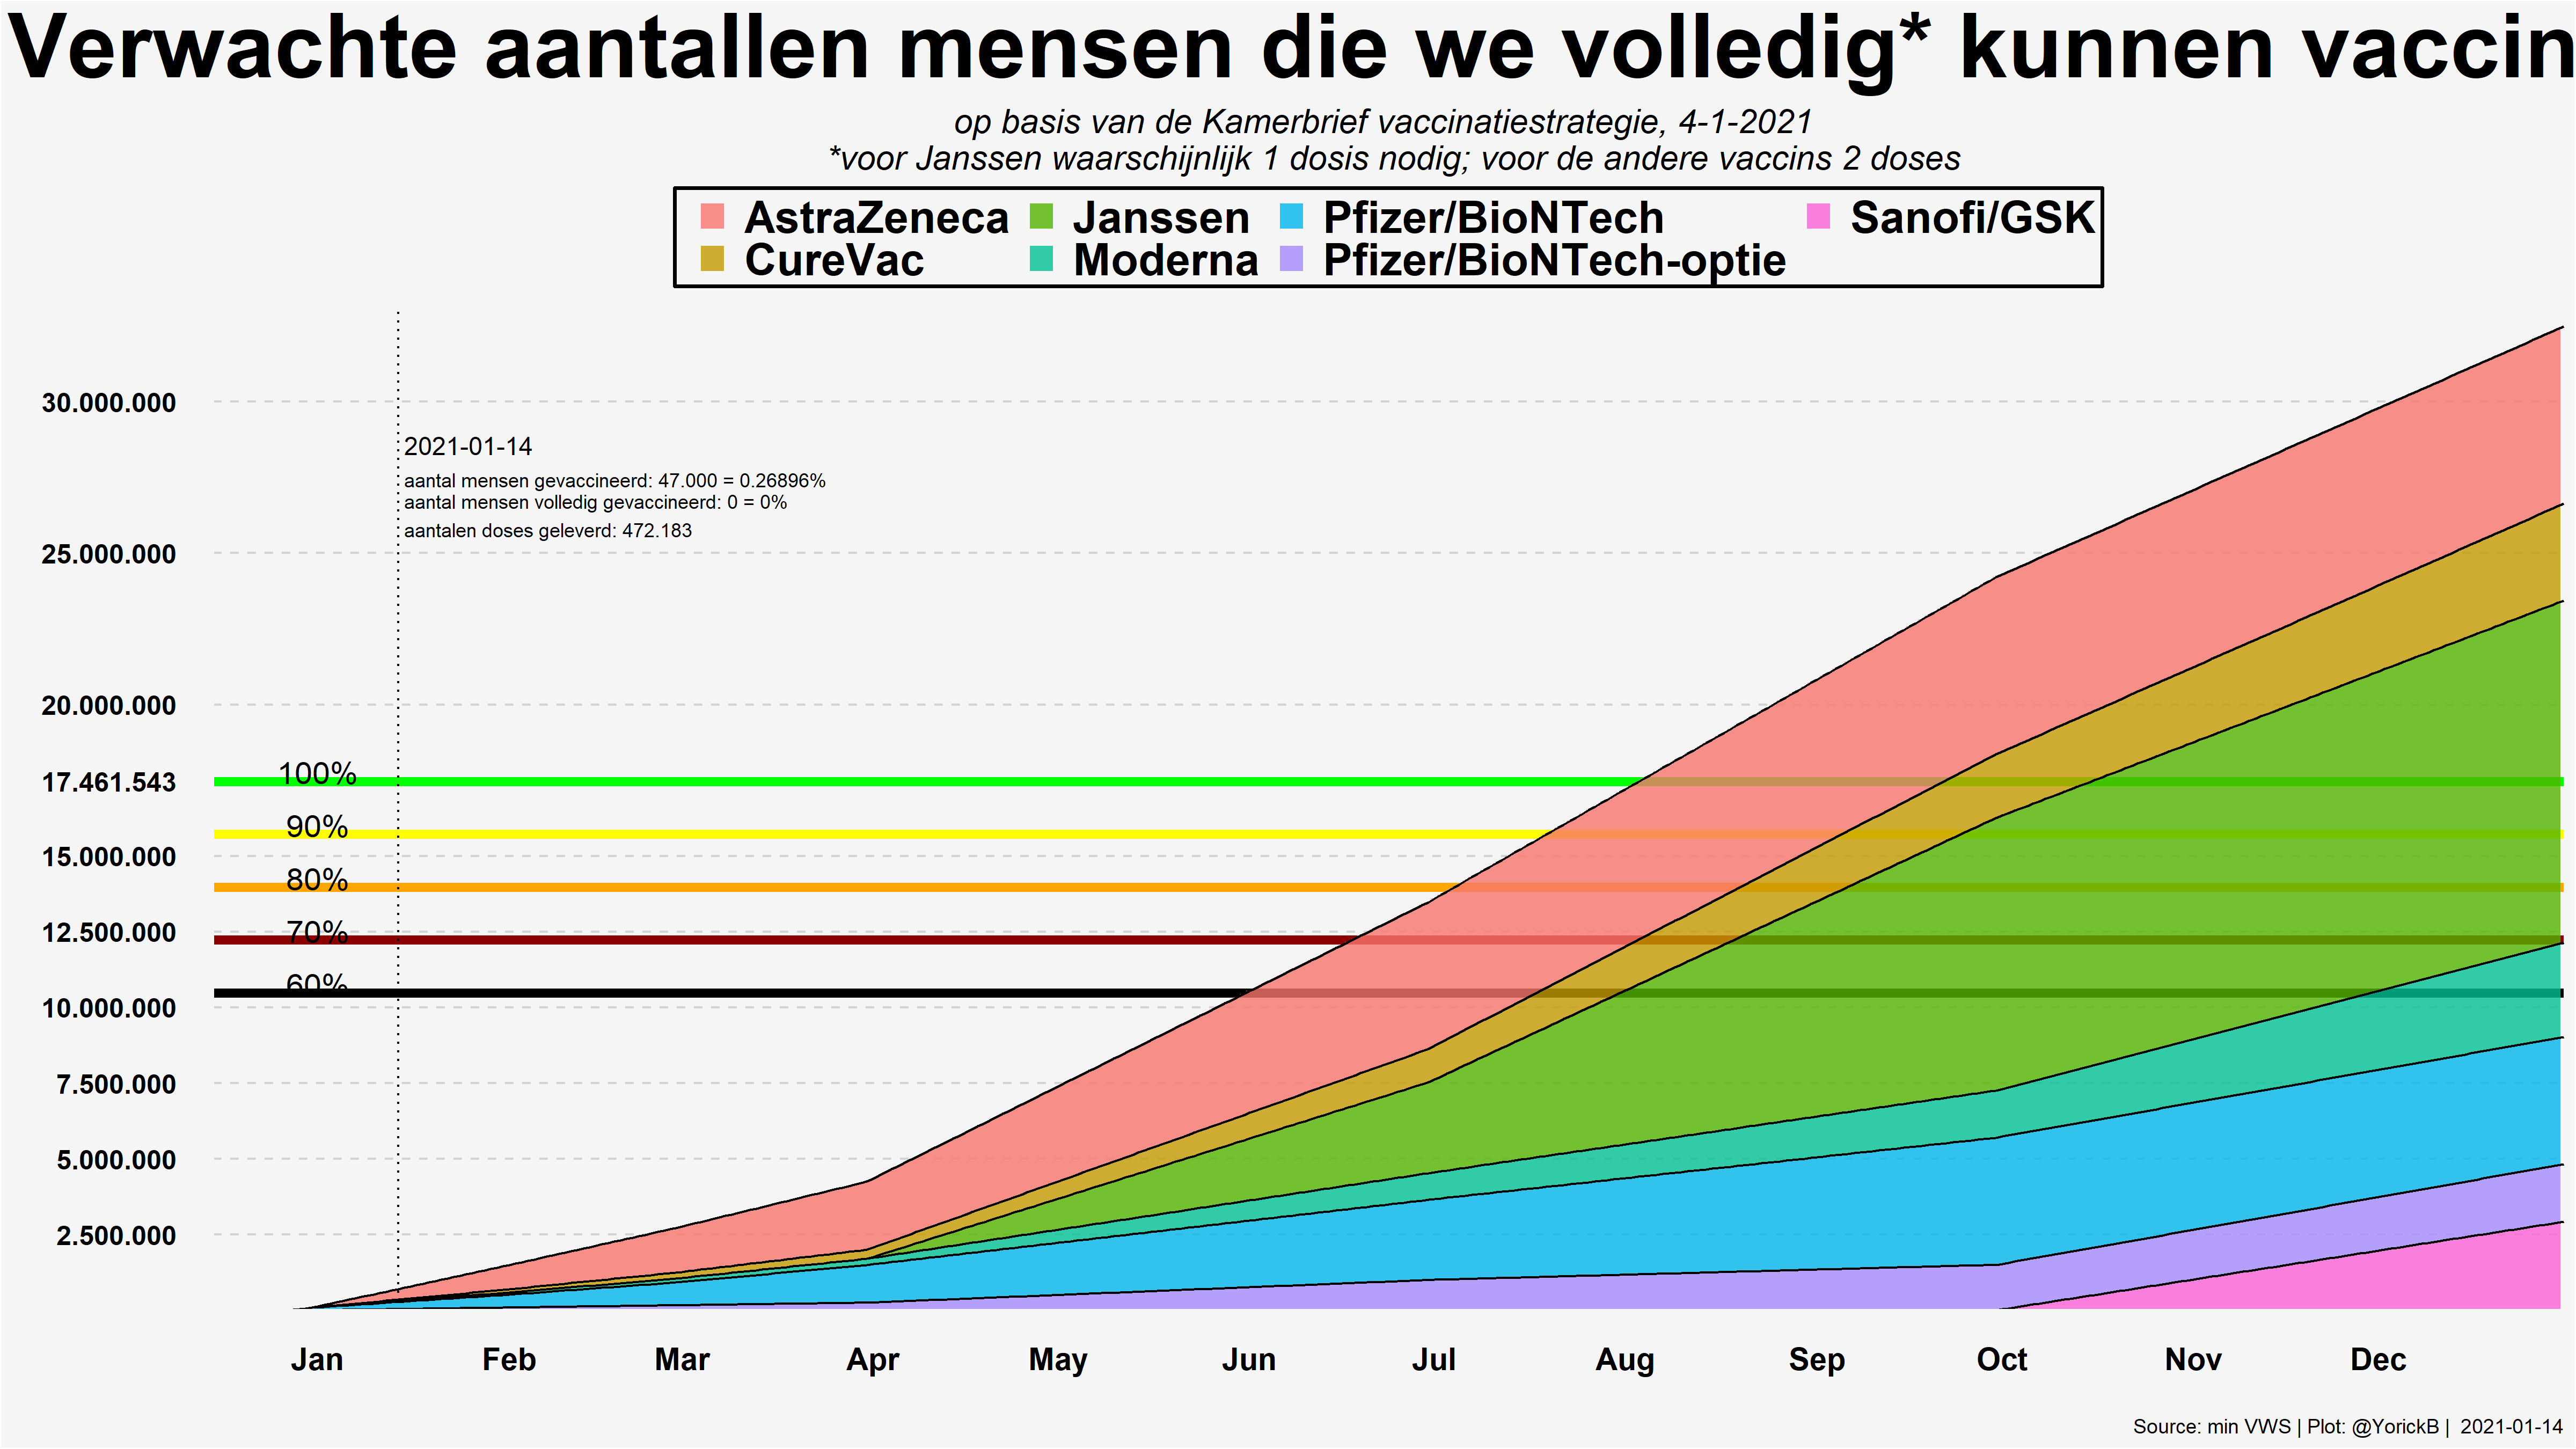 Verwachte aantallen mensen die we volledig* kunnen vaccin
op basis van de Kamerbrief vaccinatiestrategie, 4-1-2021
*voor Janssen waarschijnlijk 1 dosis nodig; voor de andere vaccins 2 doses
AstraZeneca Janssen Pfizer/BioNTech Sanofi/GSK
CureVac Moderna Pfizer/BioNTech-optie
30.000.000
2021-01-14
aantal mensen gevaccineerd: 47.000 = 0.26896%
aantal mensen volledig gevaccineerd: 0 = 0%
aantalen doses geleverd: 472.183
25.000.000
20.000.000
100%
17.461.543
90%
15.000.000
80%
70%
12.500.000
60%
10.000.000
7.500.000
5.000.000
2.500.000
Jan Feb Mar Apr May Jun Jul Aug Sep Oct Nov Dec
Source: min VWS | Plot: @YorickB | 2021-01-14